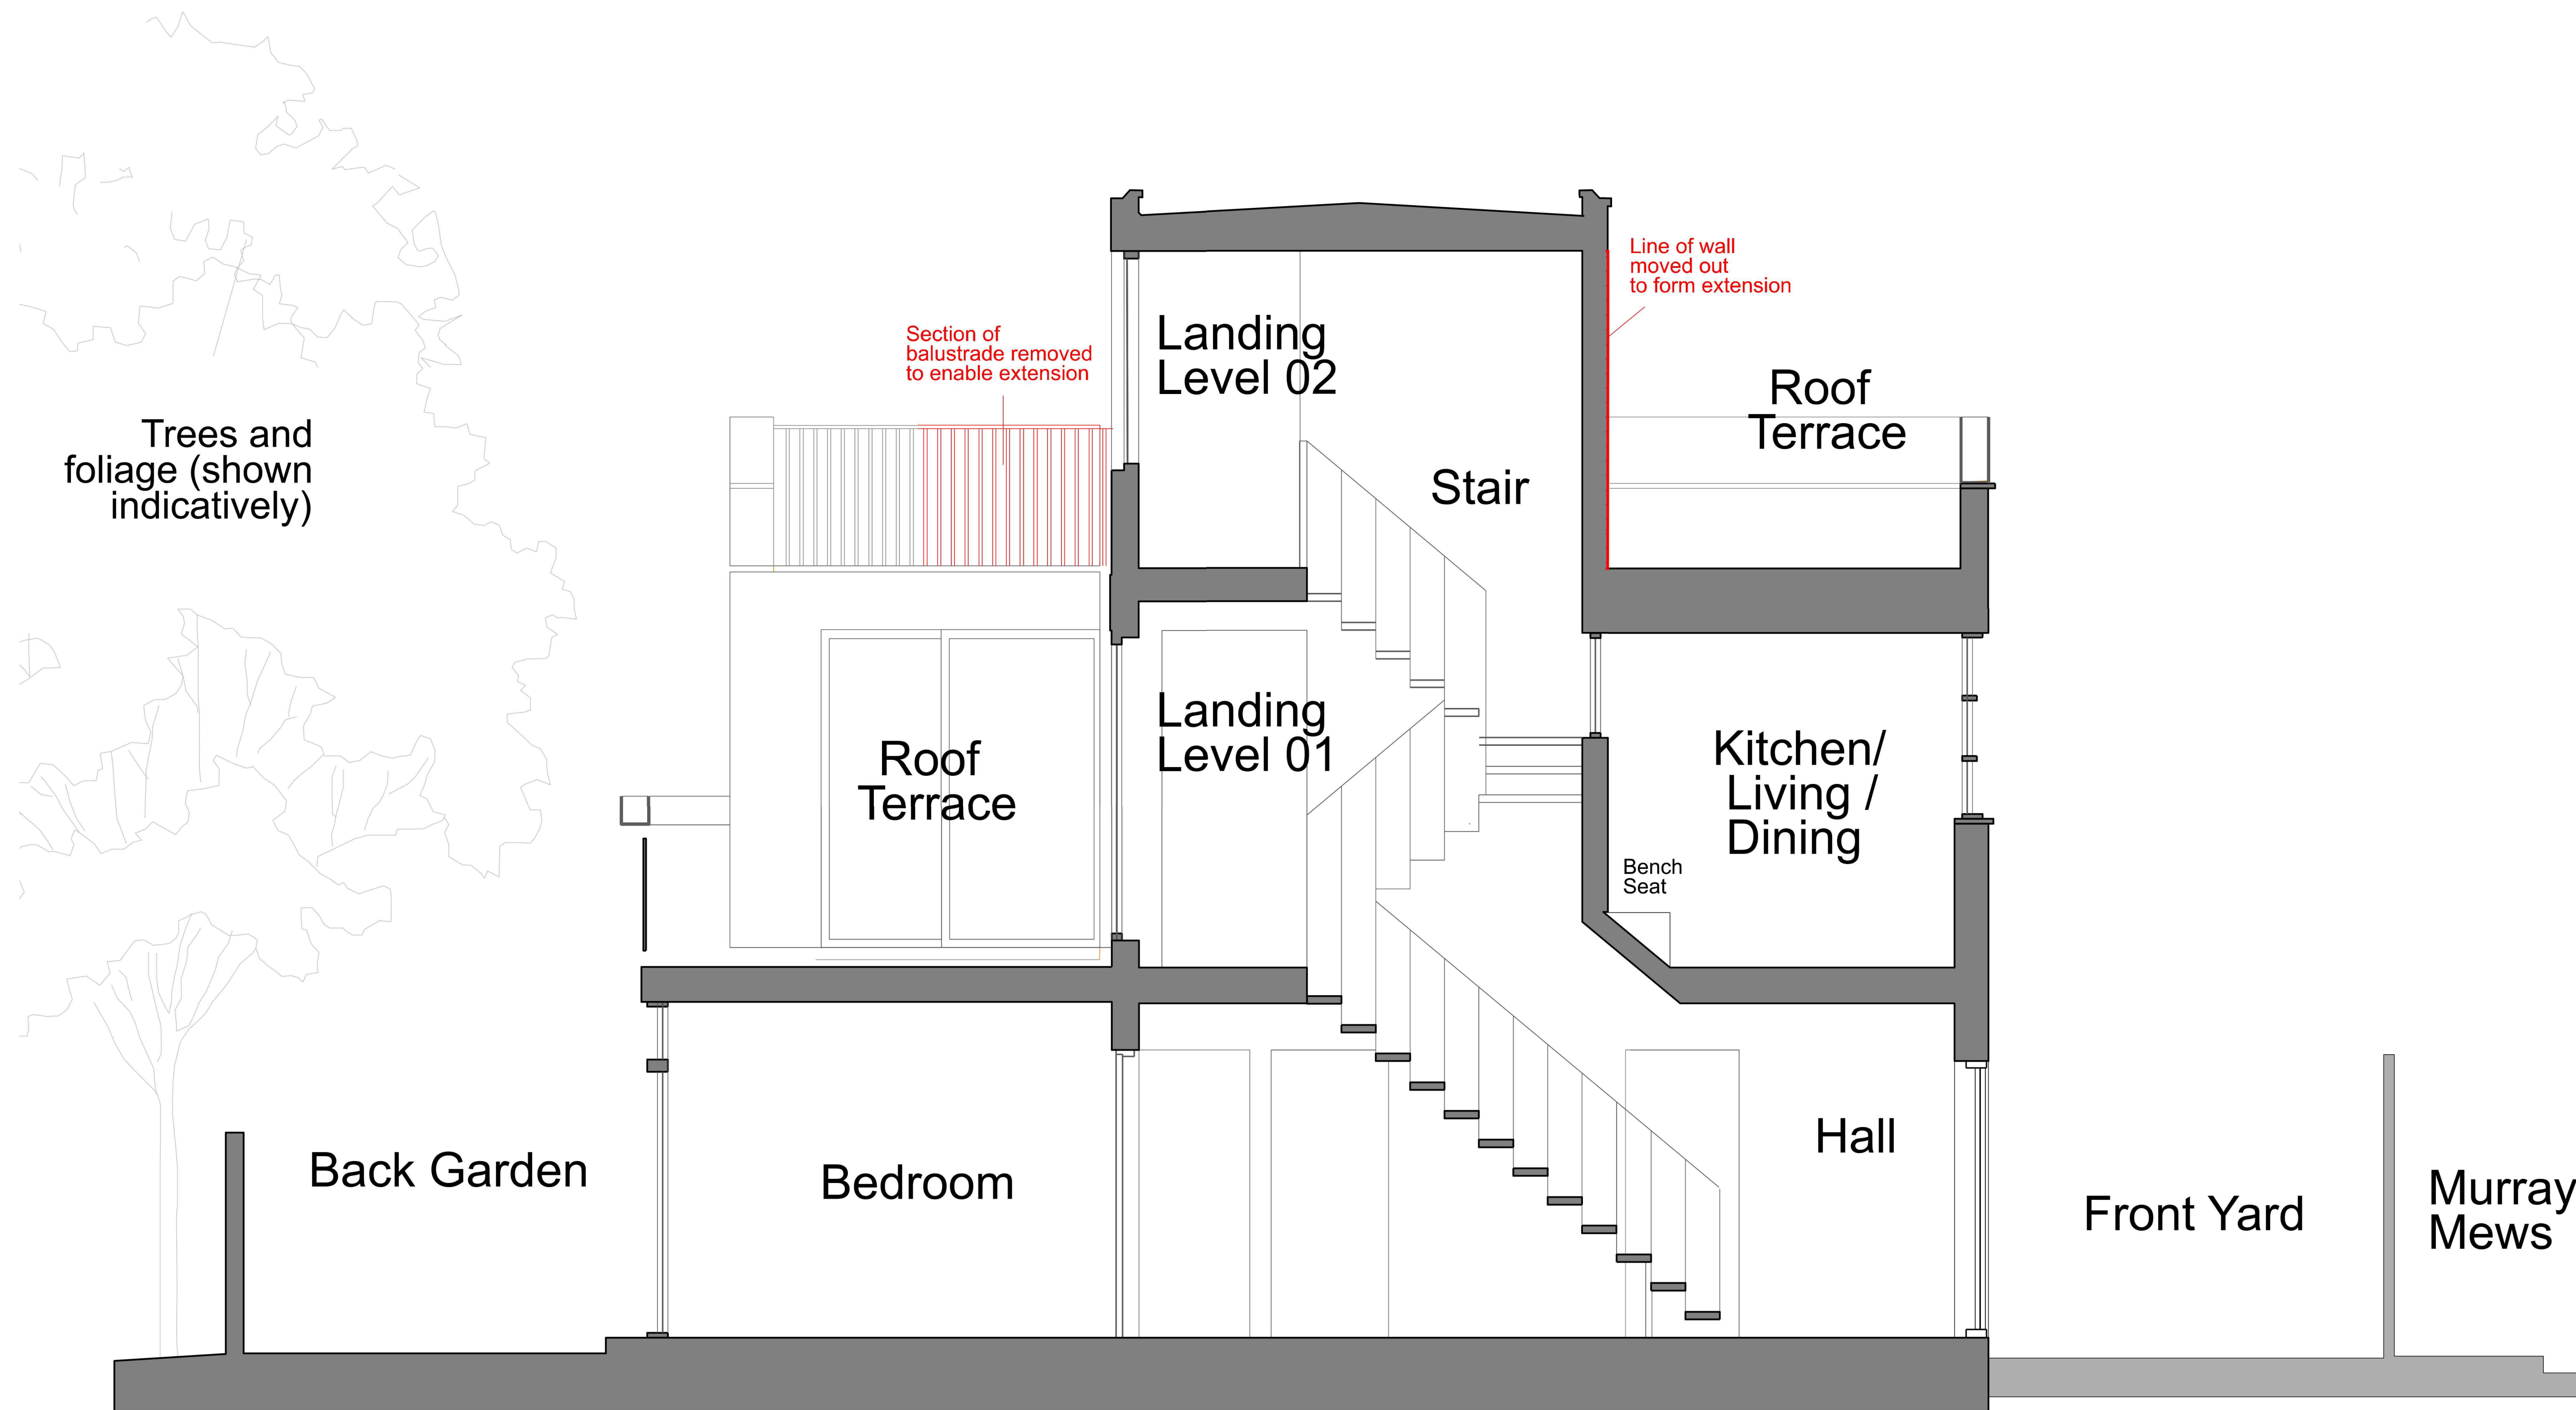 Line of wall
moved out
to form extension
Section of
balustrade removed
to enable extension
Landing
Level 02
Roof
Terrace
Trees and
foliage (shown
indicatively)
Stair
Landing
Level 01
Roof
Terrace
Kitchen/
Living /
Dining
Bench
Seat
Back Garden
Bedroom
Hall
Front Yard
Murray
Mews